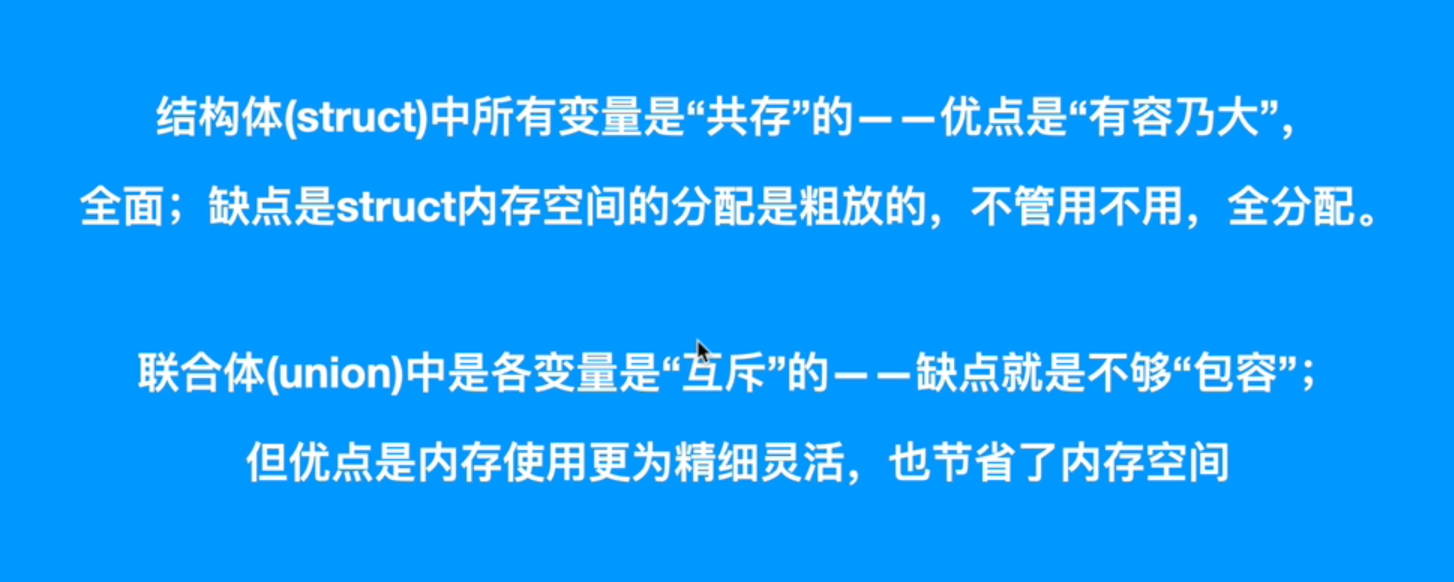 结构体(struct)中所有变量是“共存”的——优点是“有容乃大”，
全面；缺点是struct内存空间的分配是粗放的，不管用不用，全分配。
联合体(union)中是各变量是“互斥”的——缺点就是不够“包容”；
但优点是内存使用更为精细灵活，也节省了内存空间